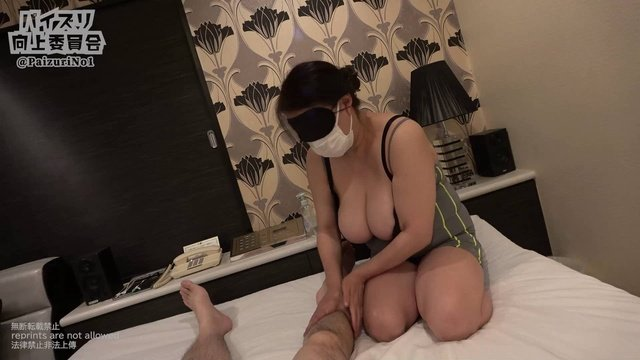 パイズリ
向上委員会
@PaizuriNo1
無断転載禁止
reprints are not allowed
法律禁止非法上傳